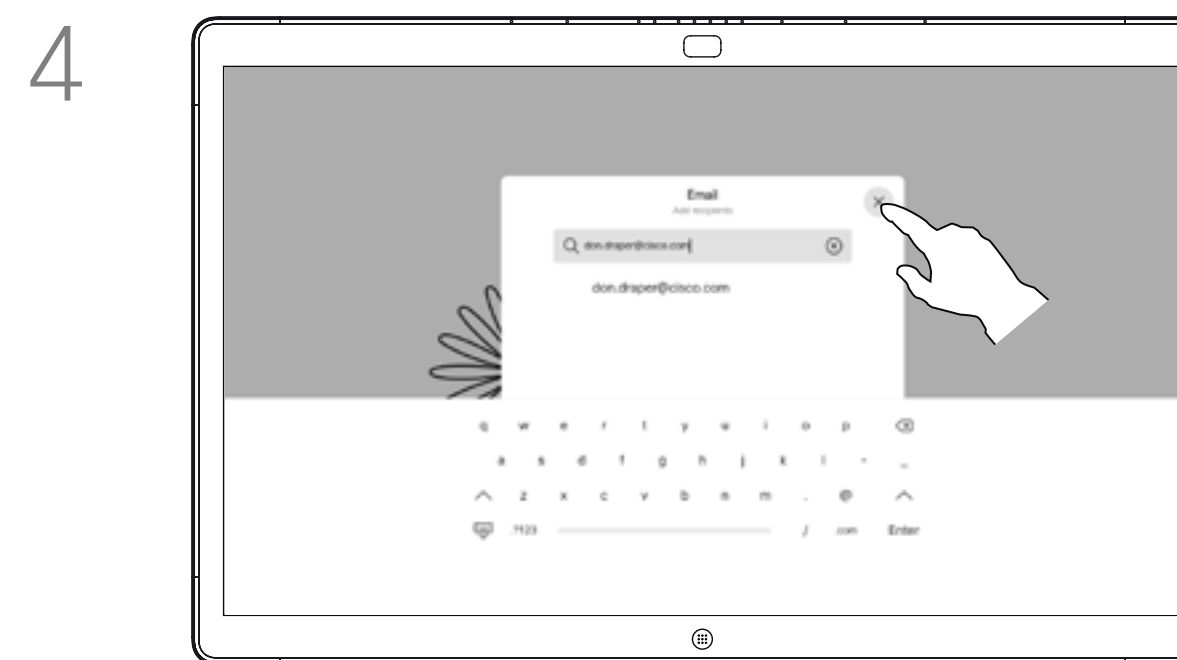 4
Email
Add recipients
don.draper@cisco.com
don.draper@cisco.com
q w e r t y u i o p
a s d f g h j k l - _
z x c v b n m . @
.?123 / .com Enter